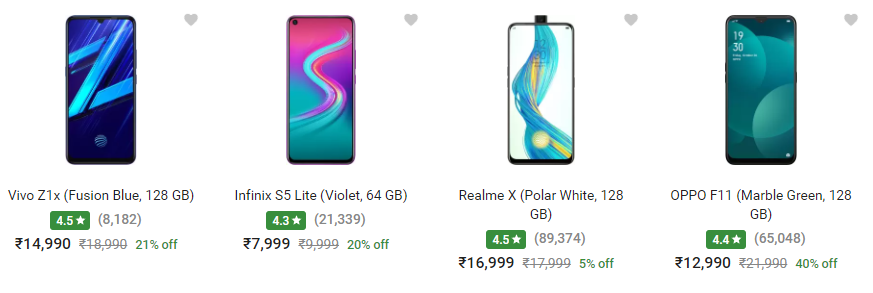 19
30
Vivo Z1x (Fusion Blue, 128 GB)
4.5★ (8,182)
₹14,990 ₹18,990 21% off
Infinix S5 Lite (Violet, 64 GB)
4.3★ (21,339)
₹7,999 ₹9,999 20% off
Realme X (Polar White, 128
GB)
4.5★ (89,374)
₹16,999 ₹17,999 5% off
OPPO F11 (Marble Green, 128
GB)
4.4★ (65,048)
₹12,990 ₹21,990 40% off